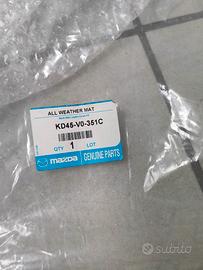 ALL WEATHER MAT
KD45-V0-351C
QTY 1 LOT
mazda GENUINE PARTS
subito